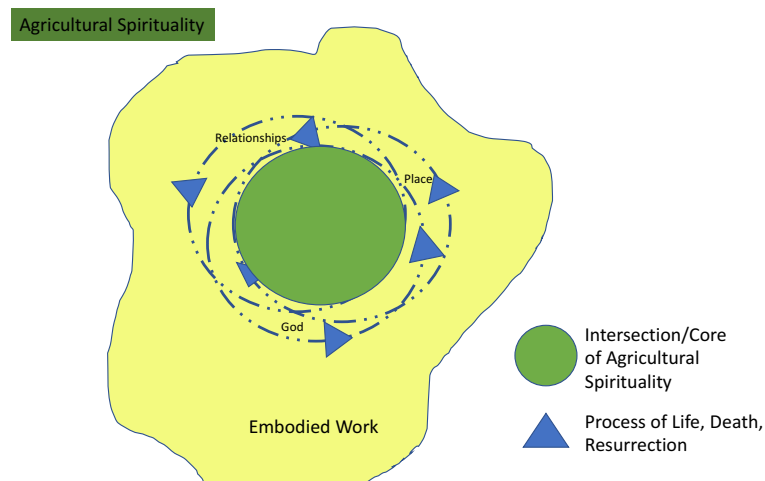 Agricultural Spirituality
Relationships
Place
God
Embodied Work
Intersection/Core
of Agricultural
Spirituality
Process of Life, Death,
Resurrection